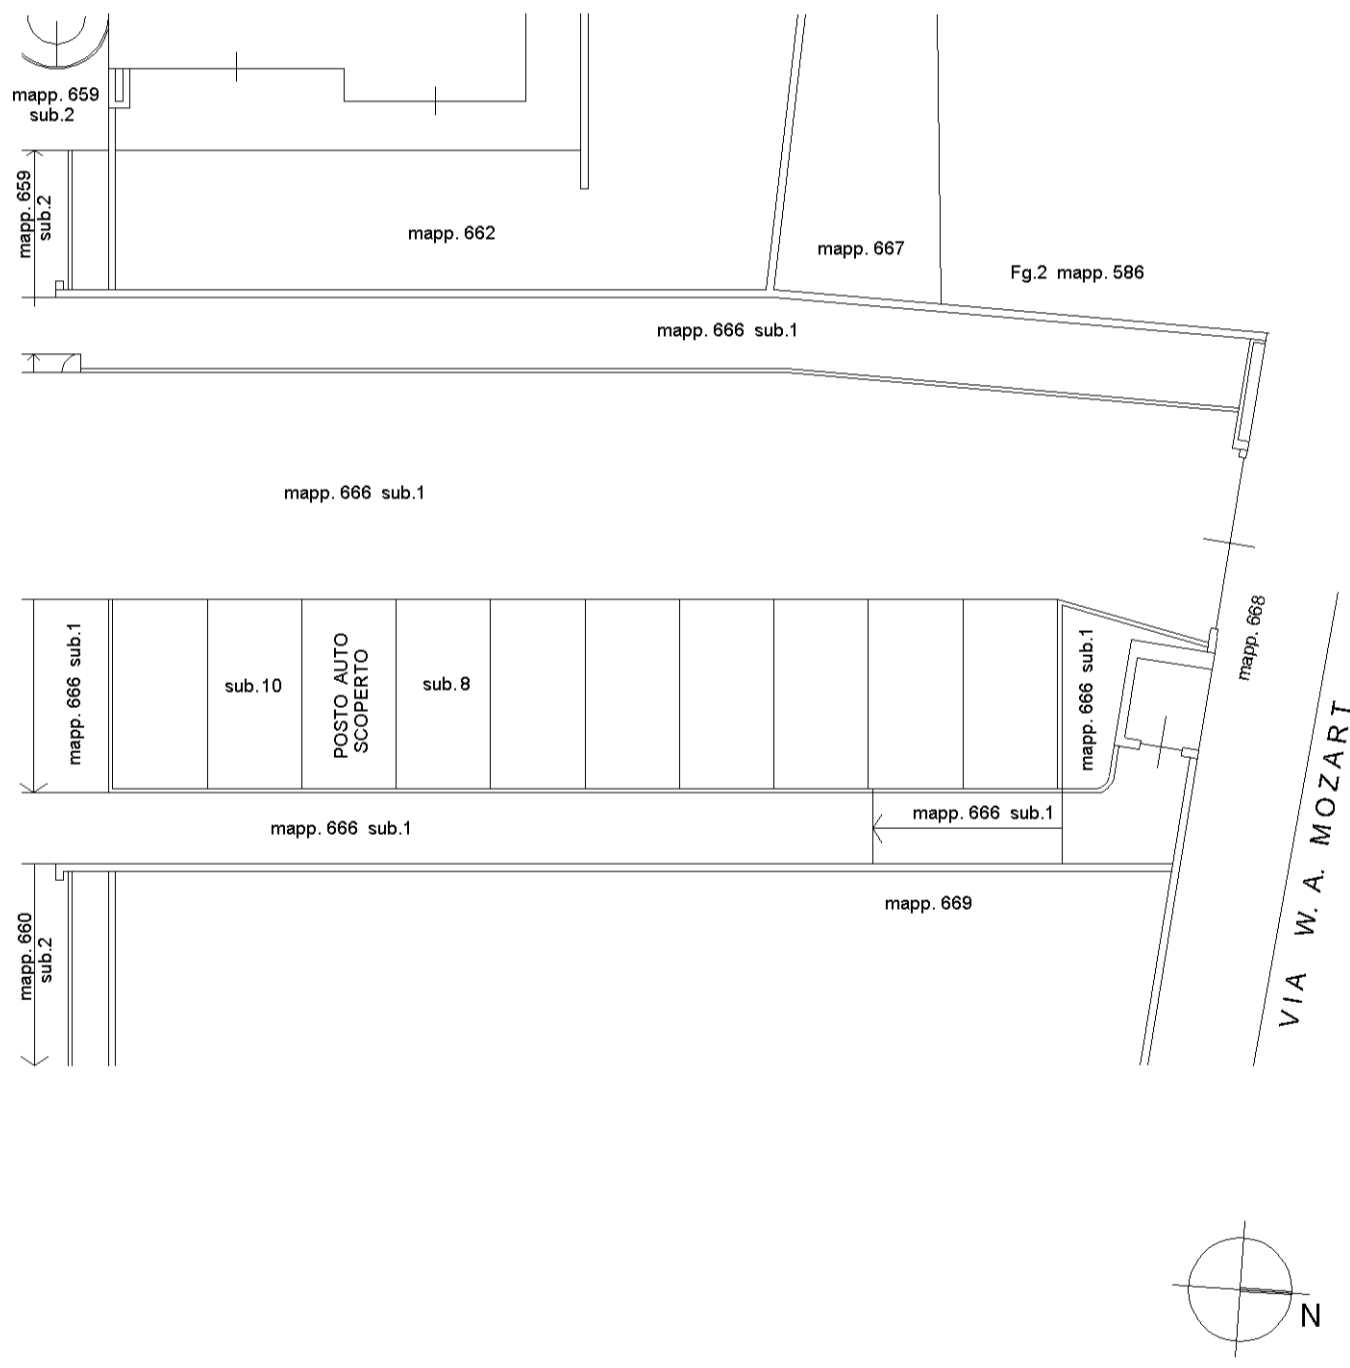 mapp. 659
sub.2
mapp. 659
sub.2
mapp. 662
mapp. 667
Fg.2 mapp. 586
mapp. 666 sub.1
mapp. 666 sub.1
mapp. 666 sub.1
sub.10
POSTO AUTO
SCOPERTO
sub.8
mapp. 666 sub.1
mapp. 668
mapp. 666 sub.1
mapp. 666 sub.1
VIA W. A. MOZART
mapp. 669
mapp. 660
sub.2
N